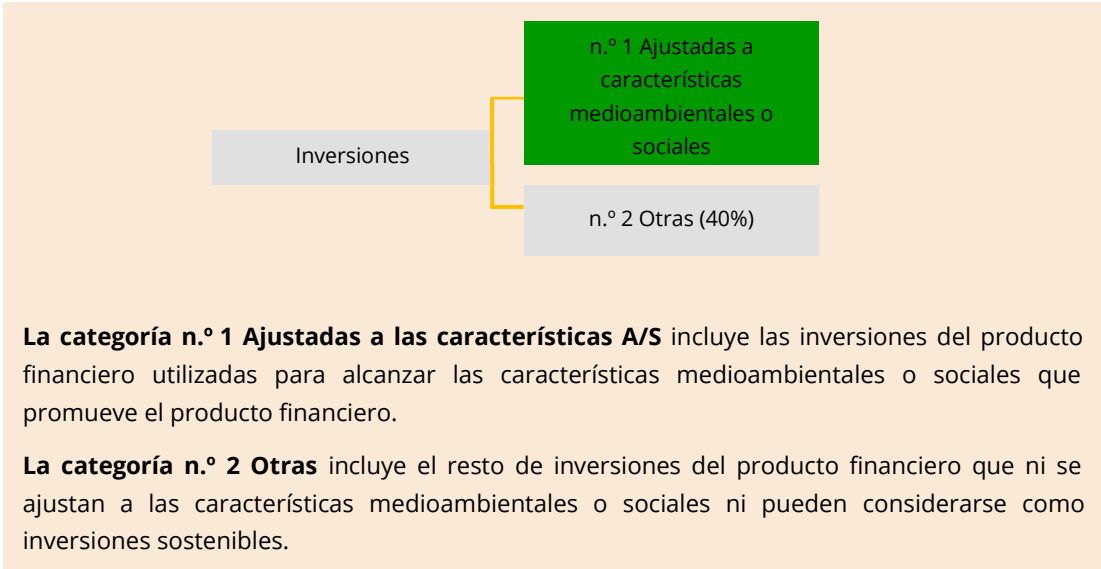 n.º 1 Ajustadas a
características
medioambientales o
sociales
Inversiones
n.º 2 Otras (40%)
La categoría n.º 1 Ajustadas a las características A/S incluye las inversiones del producto
financiero utilizadas para alcanzar las características medioambientales o sociales que
promueve el producto financiero.
La categoría n.º 2 Otras incluye el resto de inversiones del producto financiero que ni se
ajustan a las características medioambientales o sociales ni pueden considerarse como
inversiones sostenibles.